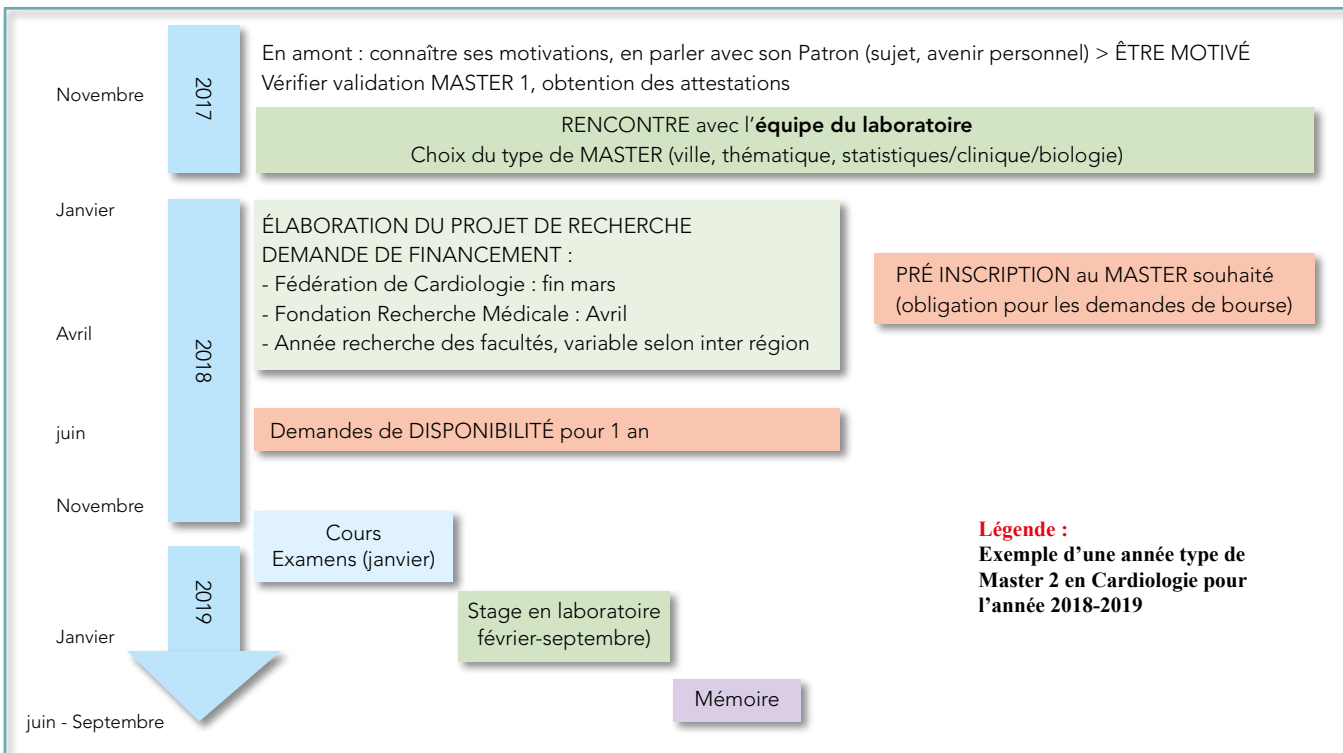 En amont : connaître ses motivations, en parler avec son Patron (sujet, avenir personnel) > ÊTRE MOTIVÉ
Vérifier validation MASTER 1, obtention des attestations
Novembre
2017
RENCONTRE avec l'équipe du laboratoire
Choix du type de MASTER (ville, thématique, statistiques/clinique/biologie)
Janvier
Avril
juin
Novembre
2018
ÉLABORATION DU PROJET DE RECHERCHE
DEMANDE DE FINANCEMENT :
- Fédération de Cardiologie : fin mars
- Fondation Recherche Médicale : Avril
- Année recherche des facultés, variable selon inter région
PRÉ INSCRIPTION au MASTER souhaité
(obligation pour les demandes de bourse)
Demandes de DISPONIBILITÉ pour 1 an
Cours
Examens (janvier)
2019
Janvier
juin - Septembre
Stage en laboratoire
février-septembre)
Mémoire
Légende :
Exemple d'une année type de
Master 2 en Cardiologie pour
l'année 2018-2019